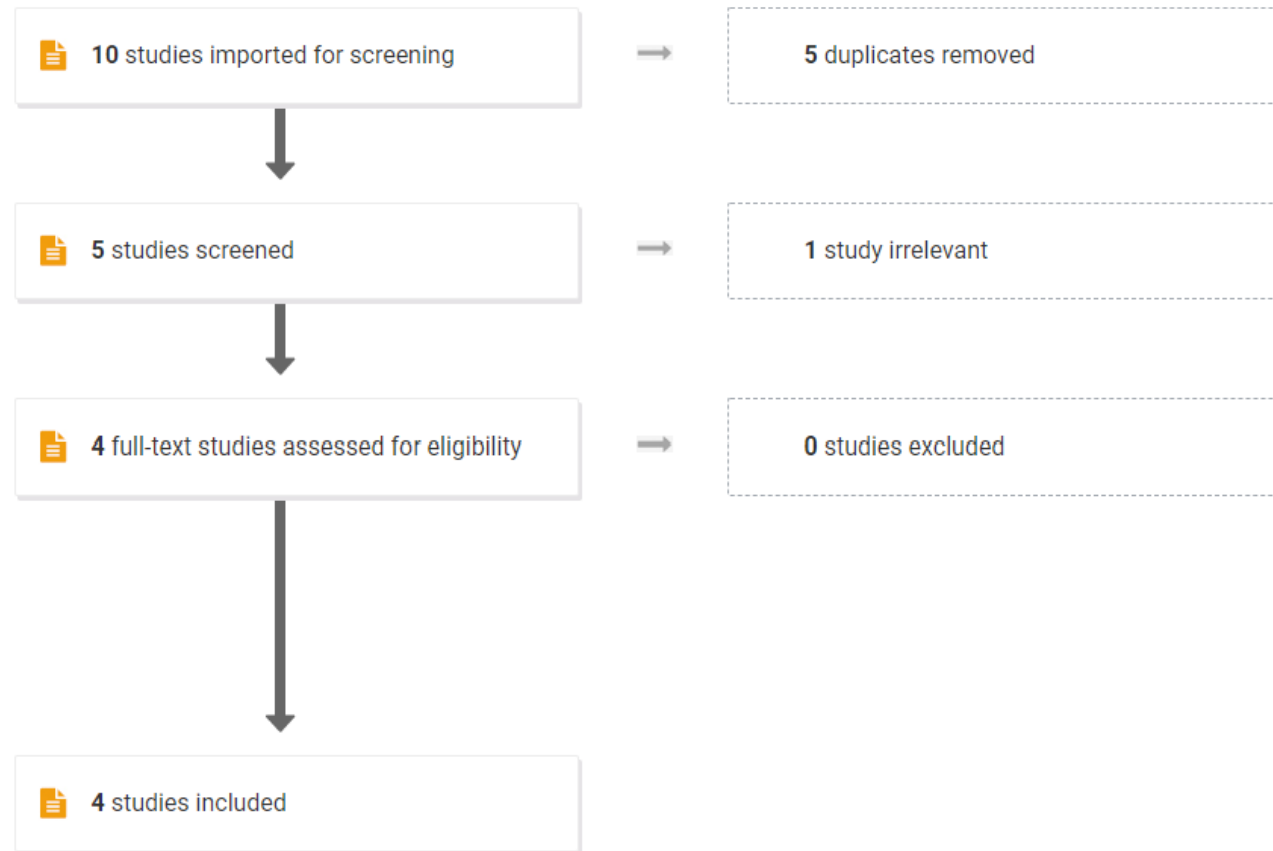 10 studies imported for screening
5 duplicates removed
5 studies screened
1 study irrelevant
4 full-text studies assessed for eligibility
0 studies excluded
4 studies included